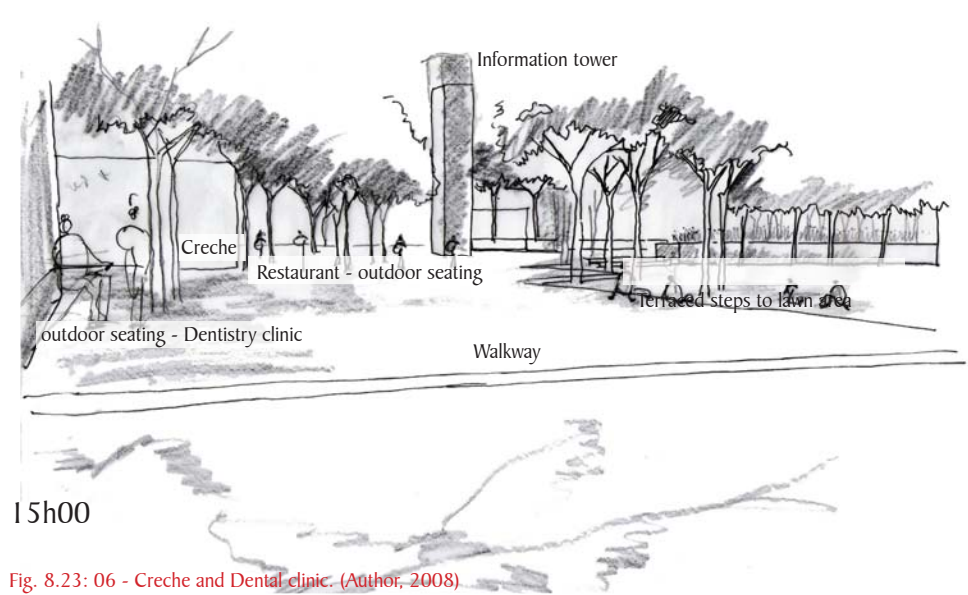 Information tower
Creche
Restaurant - outdoor seating
Terraced steps to lawn area
outdoor seating - Dentistry clinic
Walkway
15h00
Fig. 8.23: 06 - Creche and Dental clinic. (Author, 2008)